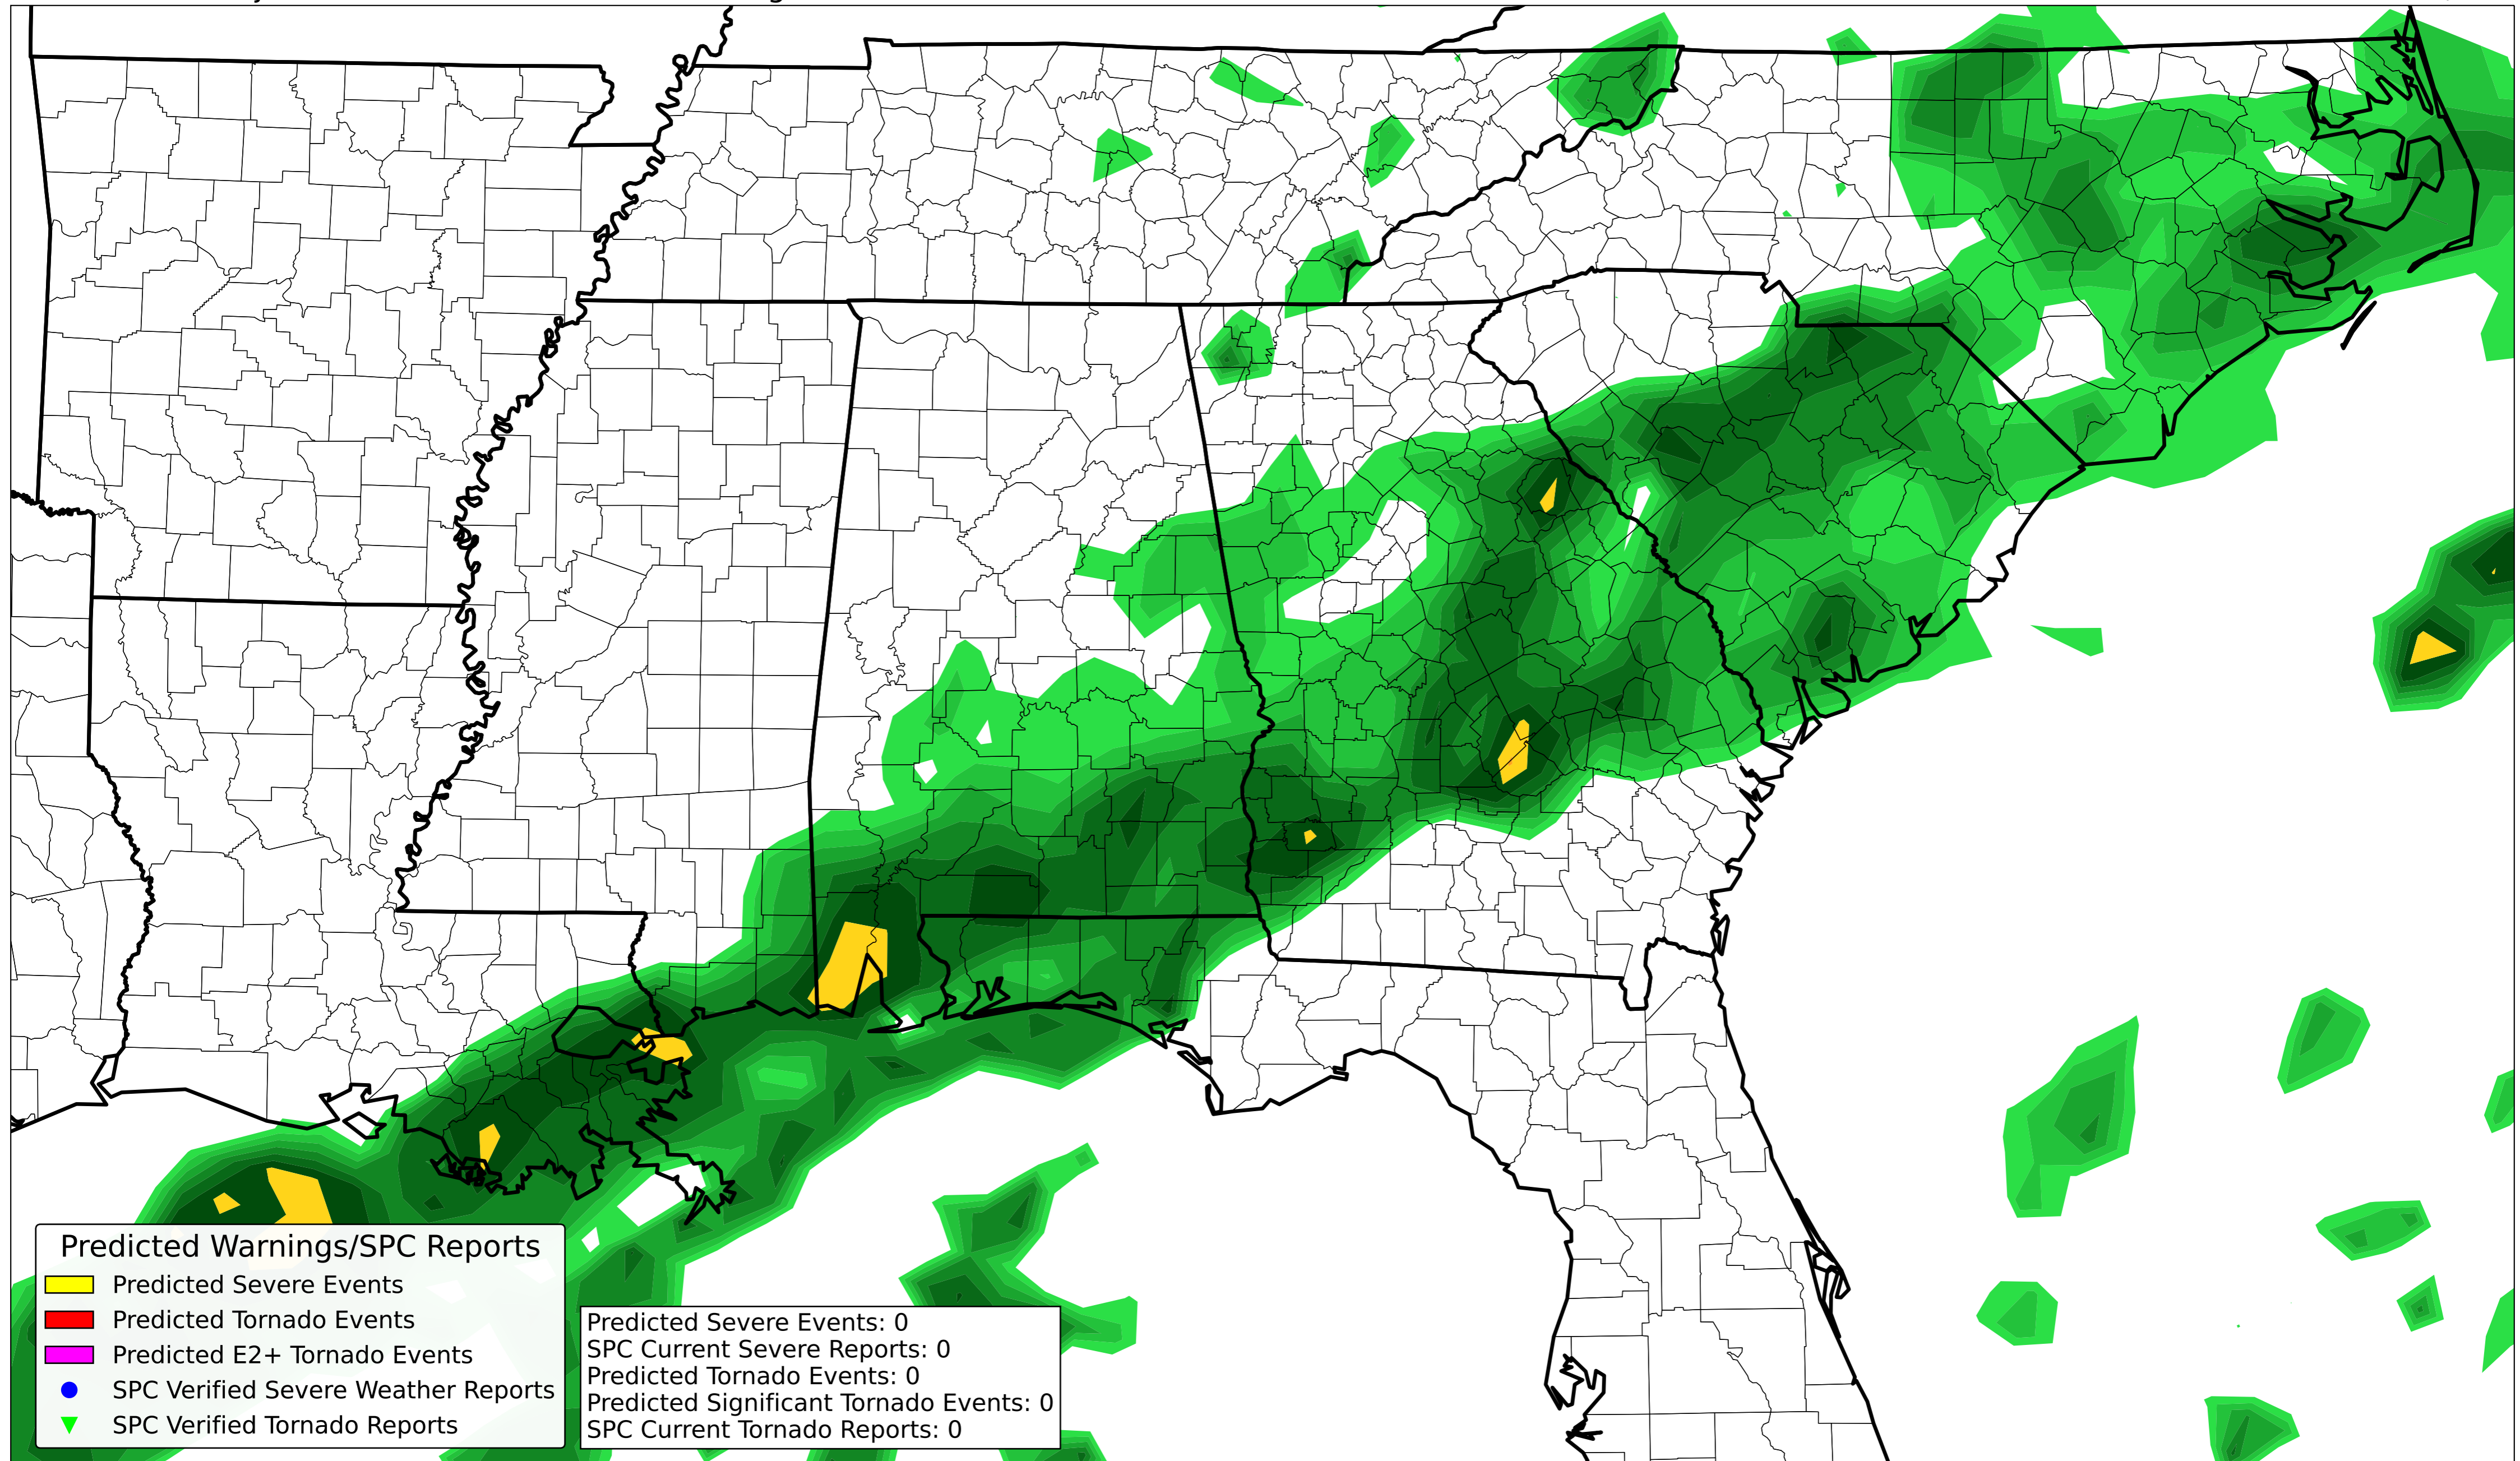 Predicted Warnings/SPC Reports
Predicted Severe Events
Predicted Tornado Events
Predicted E2+ Tornado Events
SPC Verified Severe Weather Reports
SPC Verified Tornado Reports
Predicted Severe Events: 0
SPC Current Severe Reports: 0
Predicted Tornado Events: 0
Predicted Significant Tornado Events: 0
SPC Current Tornado Reports: 0